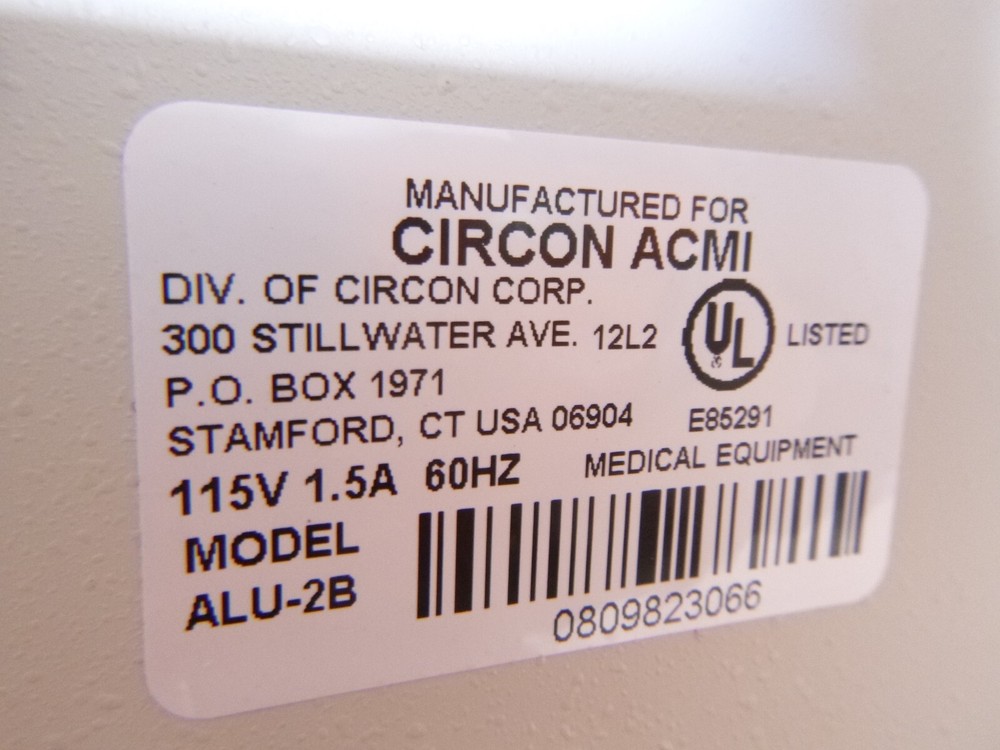 MANUFACTURED FOR
CIRCON ACMI
DIV. OF CIRCON CORP.
300 STILLWATER AVE. 12L2
UL LISTED
P.O. BOX 1971
STAMFORD, CT USA 06904
E85291
115V 1.5A 60HZ
MEDICAL EQUIPMENT
MODEL
ALU-2B
0809823066